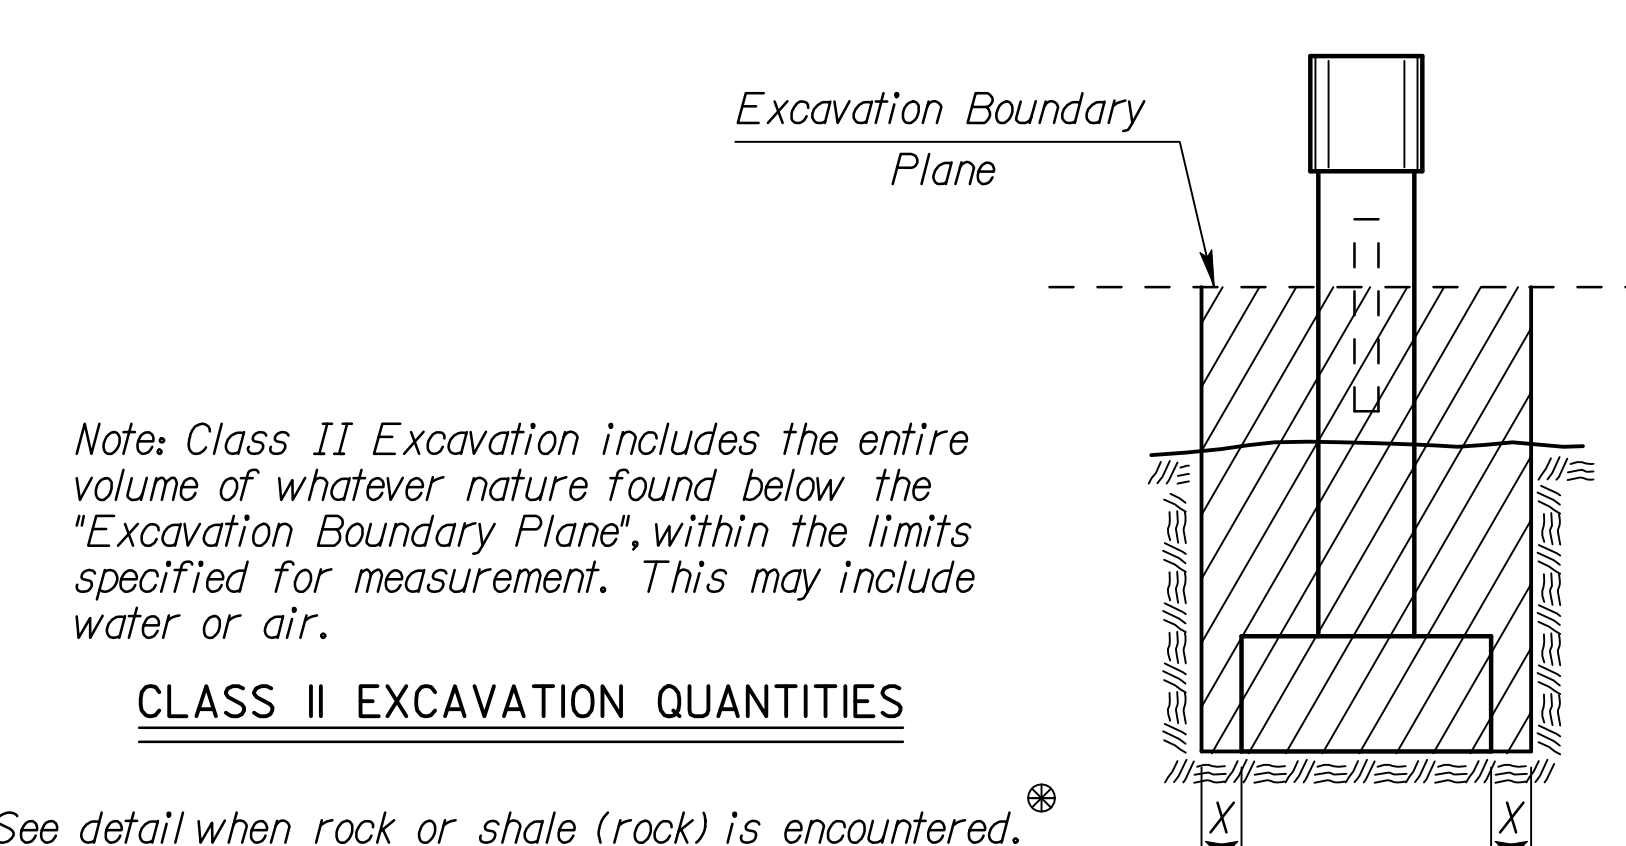 Excavation Boundary
Plane
Note: Class II Excavation includes the entire
volume of whatever nature found below the
"Excavation Boundary Plane", within the limits
specified for measurement. This may include
water or air.
CLASS II EXCAVATION QUANTITIES
See detail when rock or shale (rock) is encountered.
X X